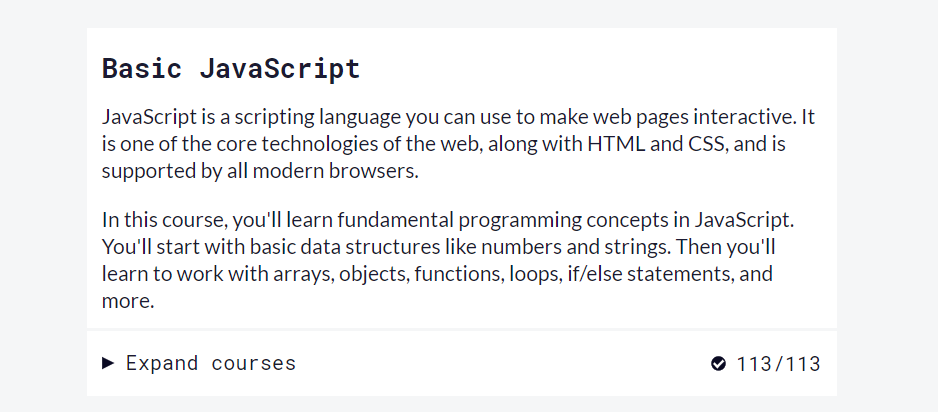 Basic JavaScript
JavaScript is a scripting language you can use to make web pages interactive. It
is one of the core technologies of the web, along with HTML and CSS, and is
supported by all modern browsers.
In this course, you'll learn fundamental programming concepts in JavaScript.
You'll start with basic data structures like numbers and strings. Then you'll
learn to work with arrays, objects, functions, loops, if/else statements, and
more.
Expand courses 113/113